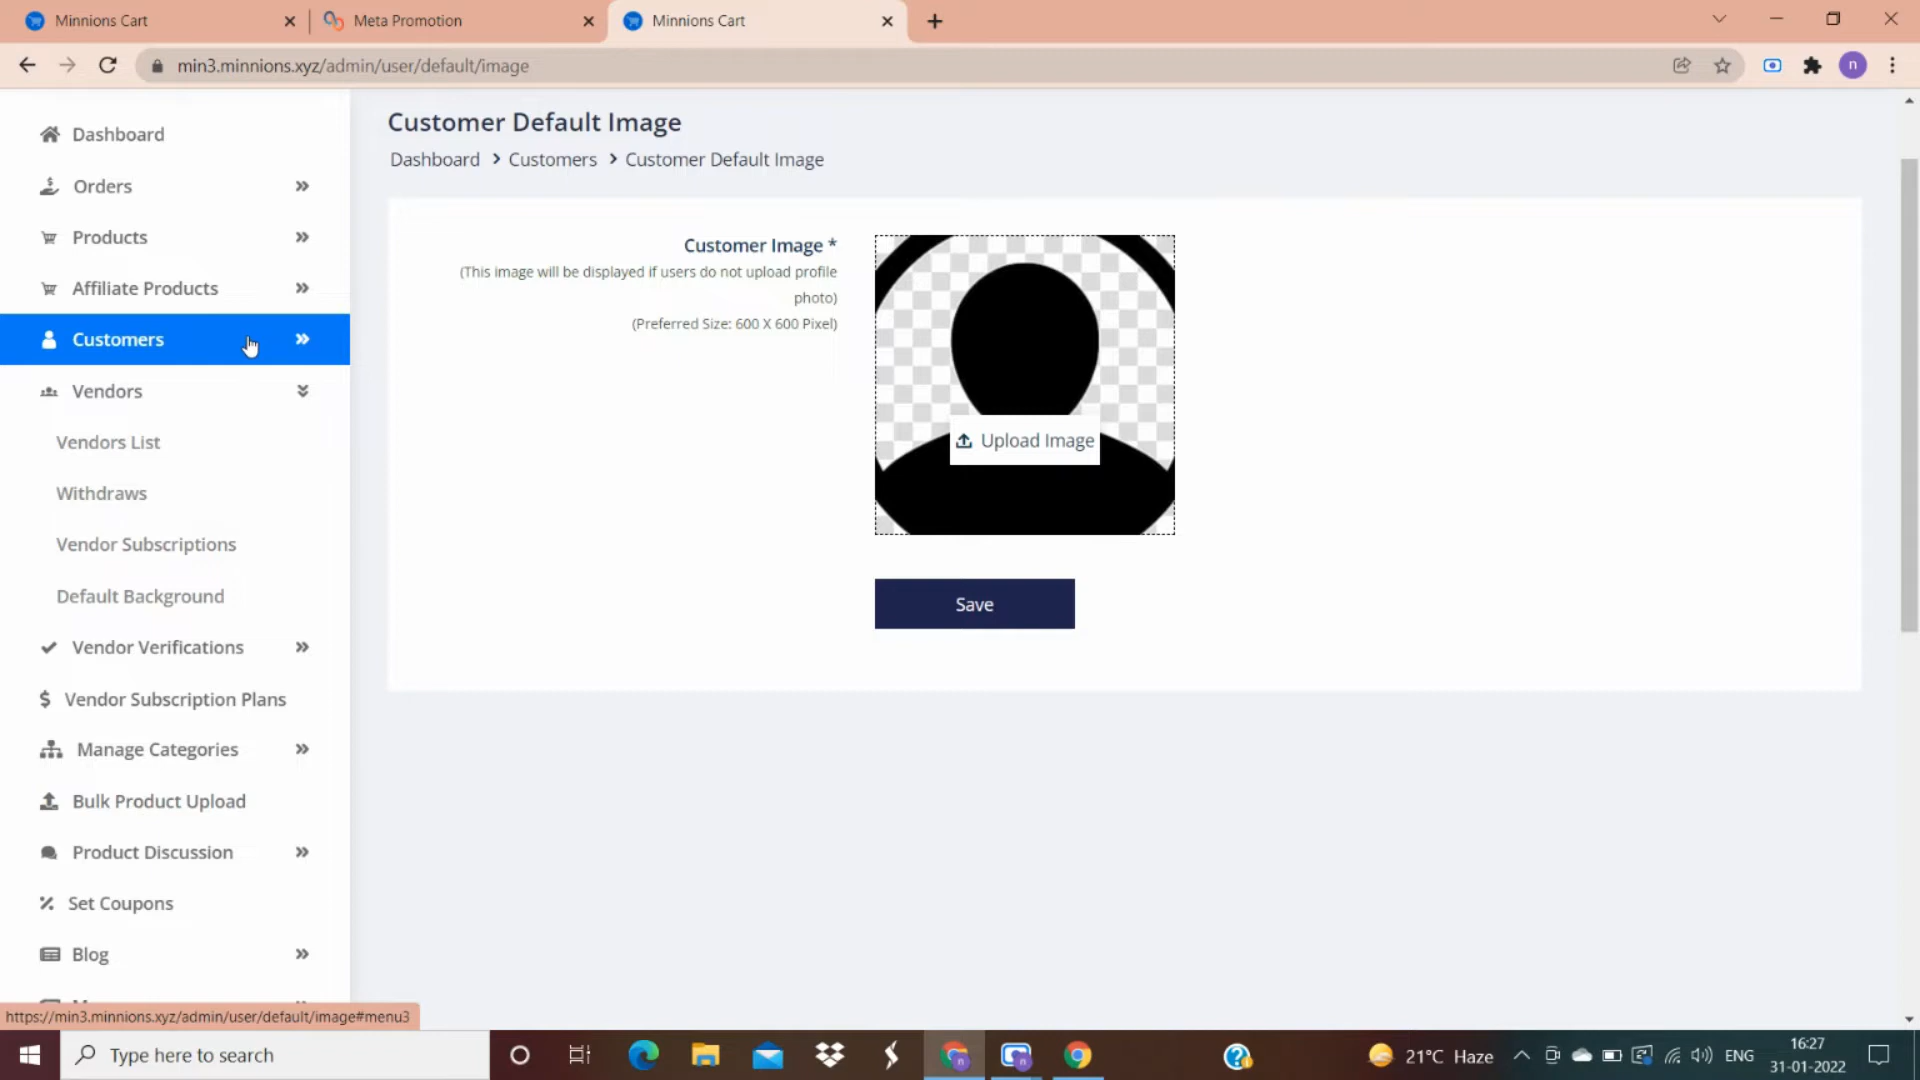 Minnions Cart
Meta Promotion
Minnions Cart
min3.minnions.xyz/admin/user/default/image
n
Dashboard
Orders
Products
Affiliate Products
Customers
Vendors
Vendors List
Withdraws
Vendor Subscriptions
Default Background
Vendor Verifications
Vendor Subscription Plans
Manage Categories
Bulk Product Upload
Product Discussion
Set Coupons
Blog
Customer Default Image
Dashboard > Customers > Customer Default Image
Customer Image *
(This image will be displayed if users do not upload profile
photo)
(Preferred Size: 600 X 600 Pixel)
Upload Image
Save
https://min3.minnions.xyz/admin/user/default/image#menu3
Type here to search
21°C Haze
ENG
16:27
31-01-2022